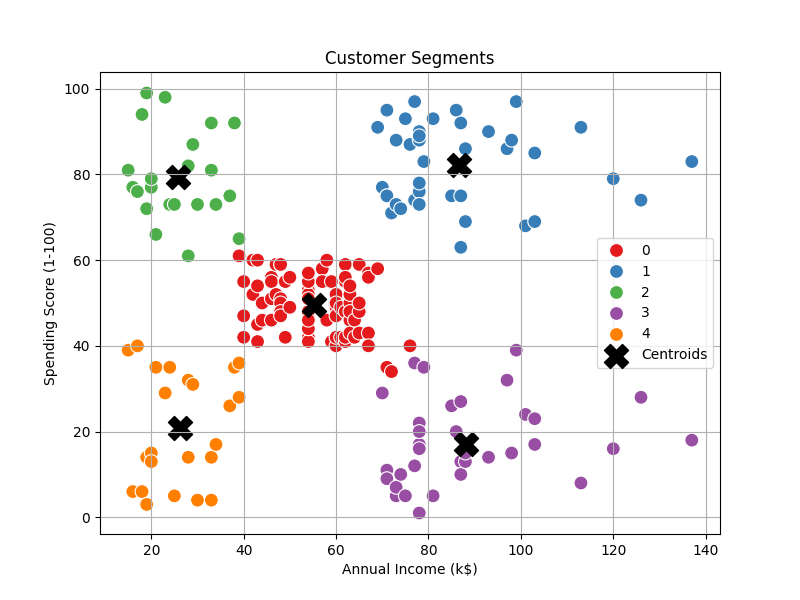 Customer Segments
100
80
60
40
20
0
Spending Score (1-100)
0
1
2
3
4
Centroids
20 40 60 80 100 120 140
Annual Income (k$)